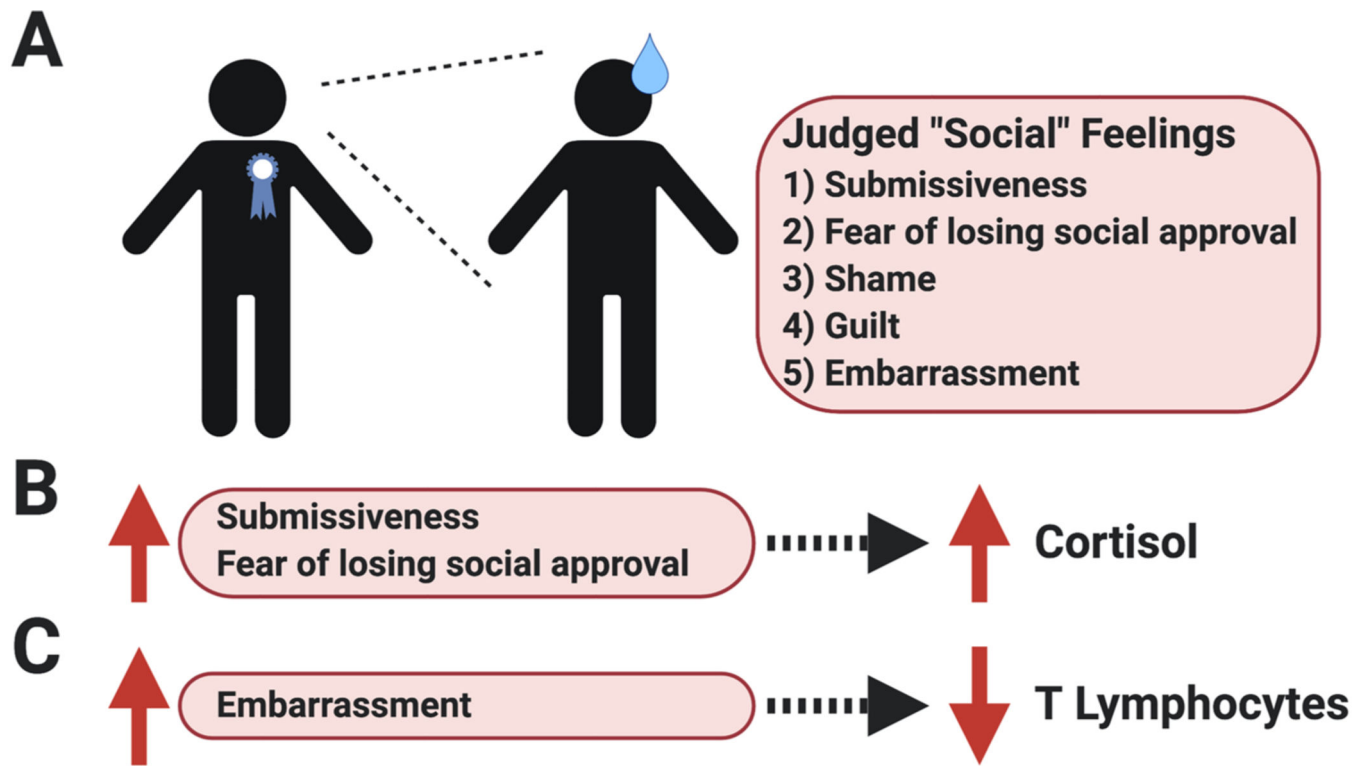 A
Judged "Social" Feelings
1) Submissiveness
2) Fear of losing social approval
3) Shame
4) Guilt
5) Embarrassment
B
Submissiveness
Fear of losing social approval
Cortisol
C
Embarrassment
T Lymphocytes